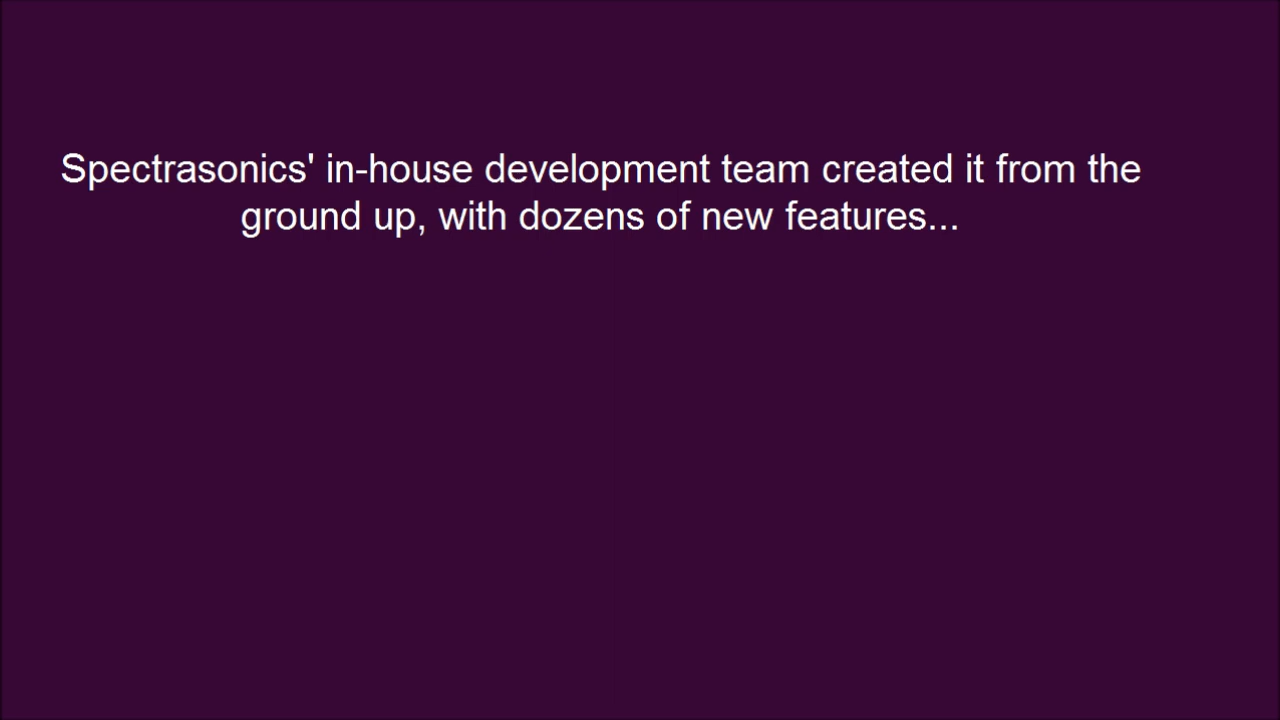 Spectrasonics' in-house development team created it from the
ground up, with dozens of new features...